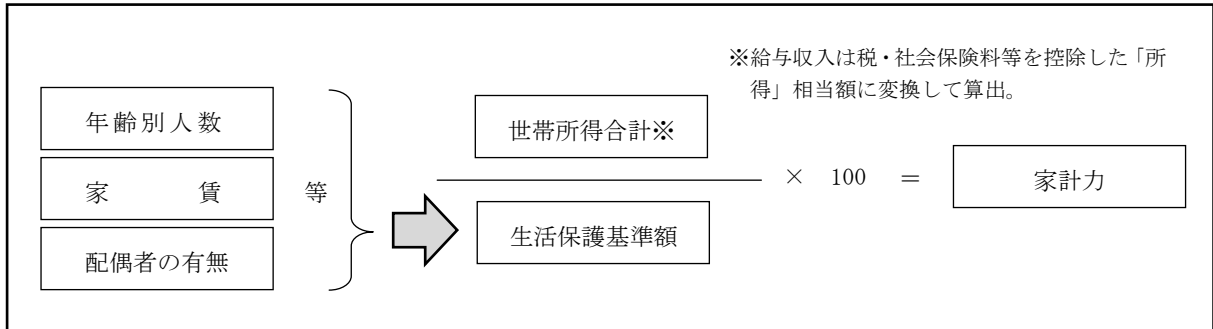 ※給与収入は税・社会保険料等を控除した「所
得」相当額に変換して算出。
年齢別人数
家　　賃
配偶者の有無
等
世帯所得合計※
生活保護基準額
× 100 ＝
家計力